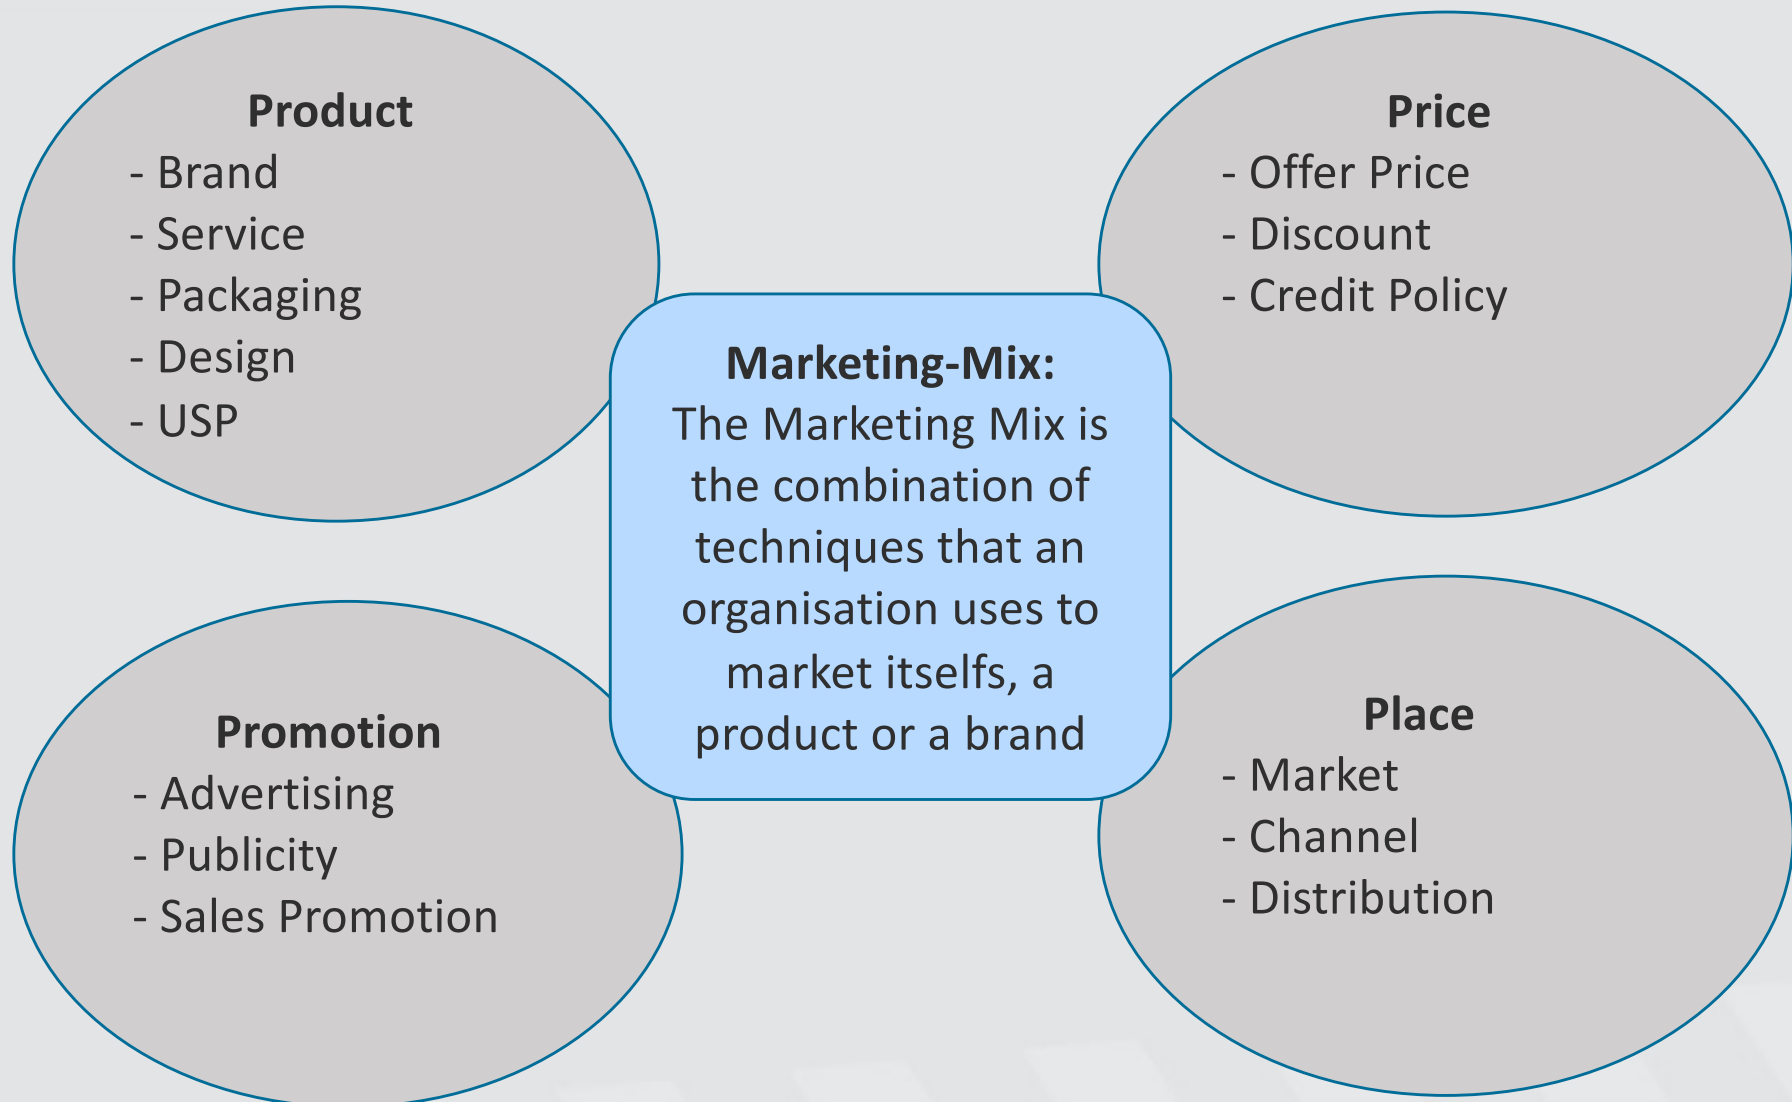 Product
- Brand
- Service
- Packaging
- Design
- USP
Price
- Offer Price
- Discount
- Credit Policy
Marketing-Mix:
The Marketing Mix is
the combination of
techniques that an
organisation uses to
market itselfs, a
product or a brand
Promotion
- Advertising
- Publicity
- Sales Promotion
Place
- Market
- Channel
- Distribution